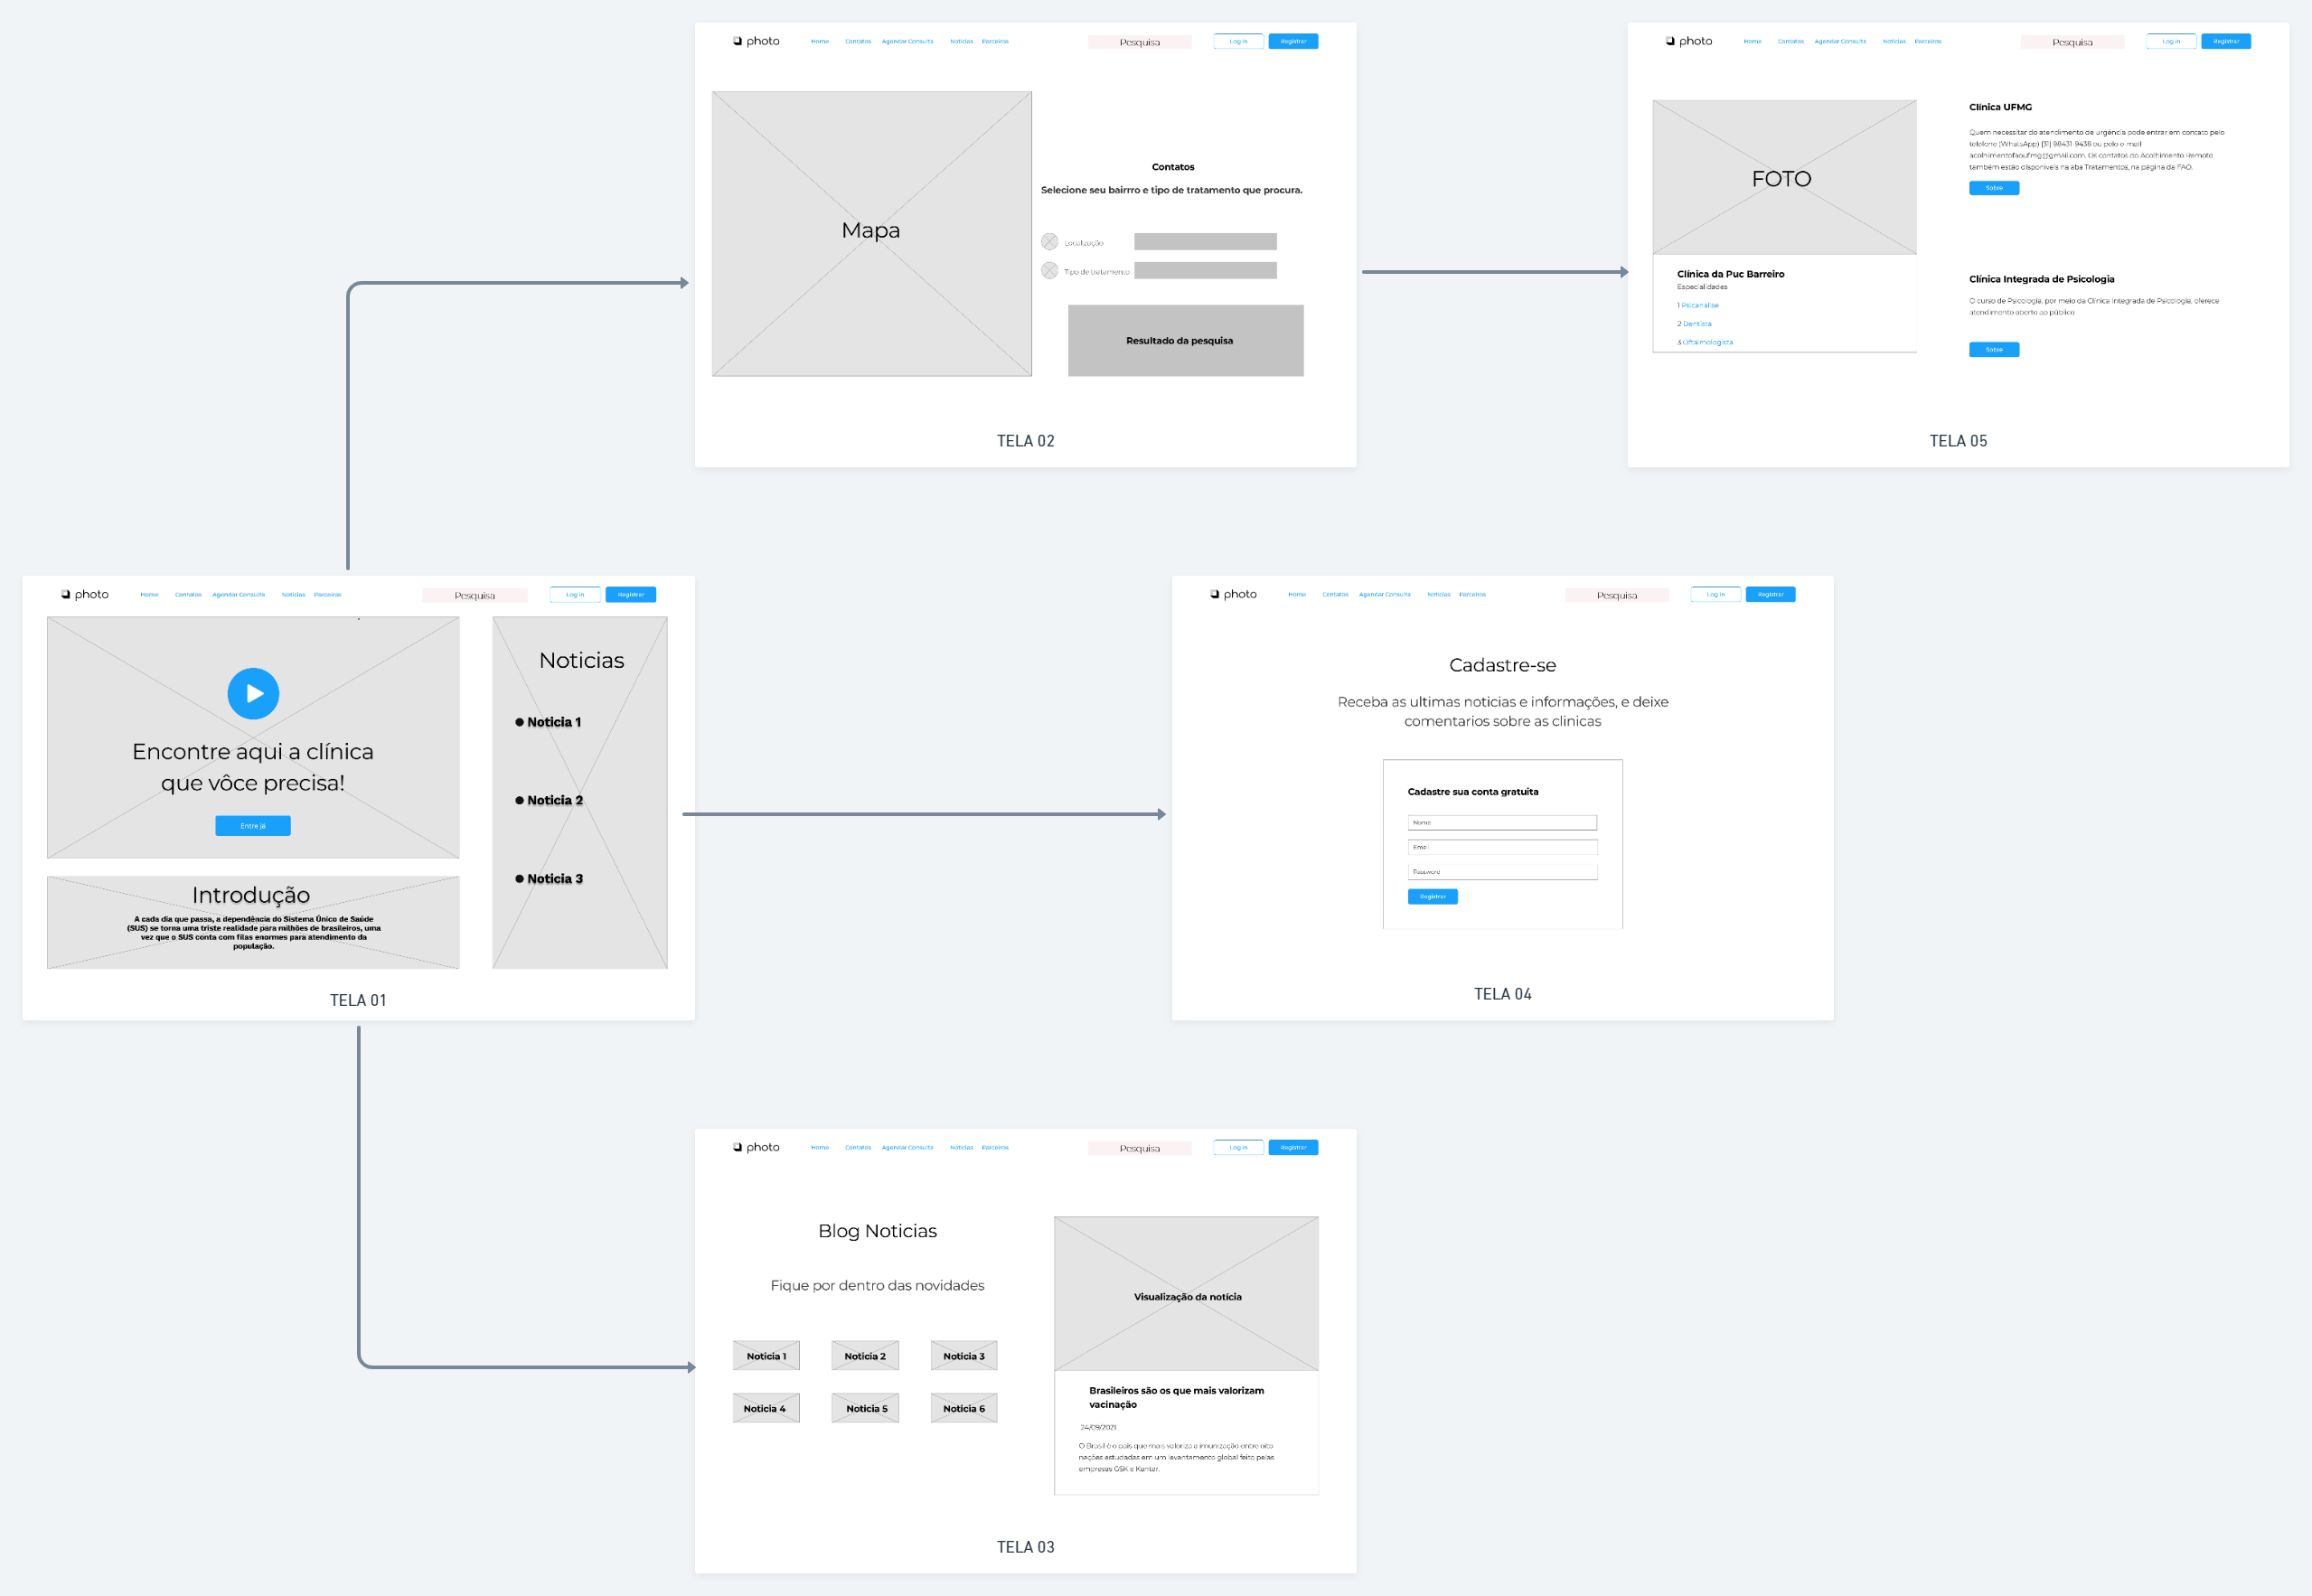 photo Home Contatos Agendar Consulta Noticias Parceiros Pesquisa Log in Registrar
Mapa
Contatos
Selecione seu bairrro e tipo de tratamento que procura.
Localização
Tipo de tratamento
Resultado da pesquisa
TELA 02
photo Home Contatos Agendar Consulta Noticias Parceiros Pesquisa Log in Registrar
FOTO
Clínica da Puc Barreiro
Especialidades
1 Psicanalise
2 Dentista
3 Oftalmologista
Clínica UFMG
Quem necessitar do atendimento de urgência pode entrar em contato pelo
telefone (WhatsApp) (31) 98431-9438 ou pelo e-mail
acolhimentofaoufmg@gmail.com. Os contatos do Acolhimento Remoto
também estão disponíveis na aba Tratamentos, na página da FAO.
Sobre
Clínica Integrada de Psicologia
O curso de Psicologia, por meio da Clínica Integrada de Psicologia, oferece
atendimento aberto ao público
Sobre
TELA 05
photo Home Contatos Agendar Consulta Noticias Parceiros Pesquisa Log in Registrar
Encontre aqui a clínica
que vôce precisa!
Entre já
Introdução
A cada dia que passa, a dependência do Sistema Único de Saúde
(SUS) se torna uma triste realidade para milhões de brasileiros, uma
vez que o SUS conta com filas enormes para atendimento da
população.
Noticias
Noticia 1
Noticia 2
Noticia 3
TELA 01
photo Home Contatos Agendar Consulta Noticias Parceiros Pesquisa Log in Registrar
Cadastre-se
Receba as ultimas noticias e informações, e deixe
comentarios sobre as clinicas
Cadastre sua conta gratuita
Nome
Email
Password
Registrar
TELA 04
photo Home Contatos Agendar Consulta Noticias Parceiros Pesquisa Log in Registrar
Blog Noticias
Fique por dentro das novidades
Noticia 1 Noticia 2 Noticia 3
Noticia 4 Noticia 5 Noticia 6
Visualização da notícia
Brasileiros são os que mais valorizam
vacinação
24/09/2021
O Brasil é o país que mais valoriza a imunização entre oito
nações estudadas em um levantamento global feito pelas
empresas GSK e Kantar.
TELA 03